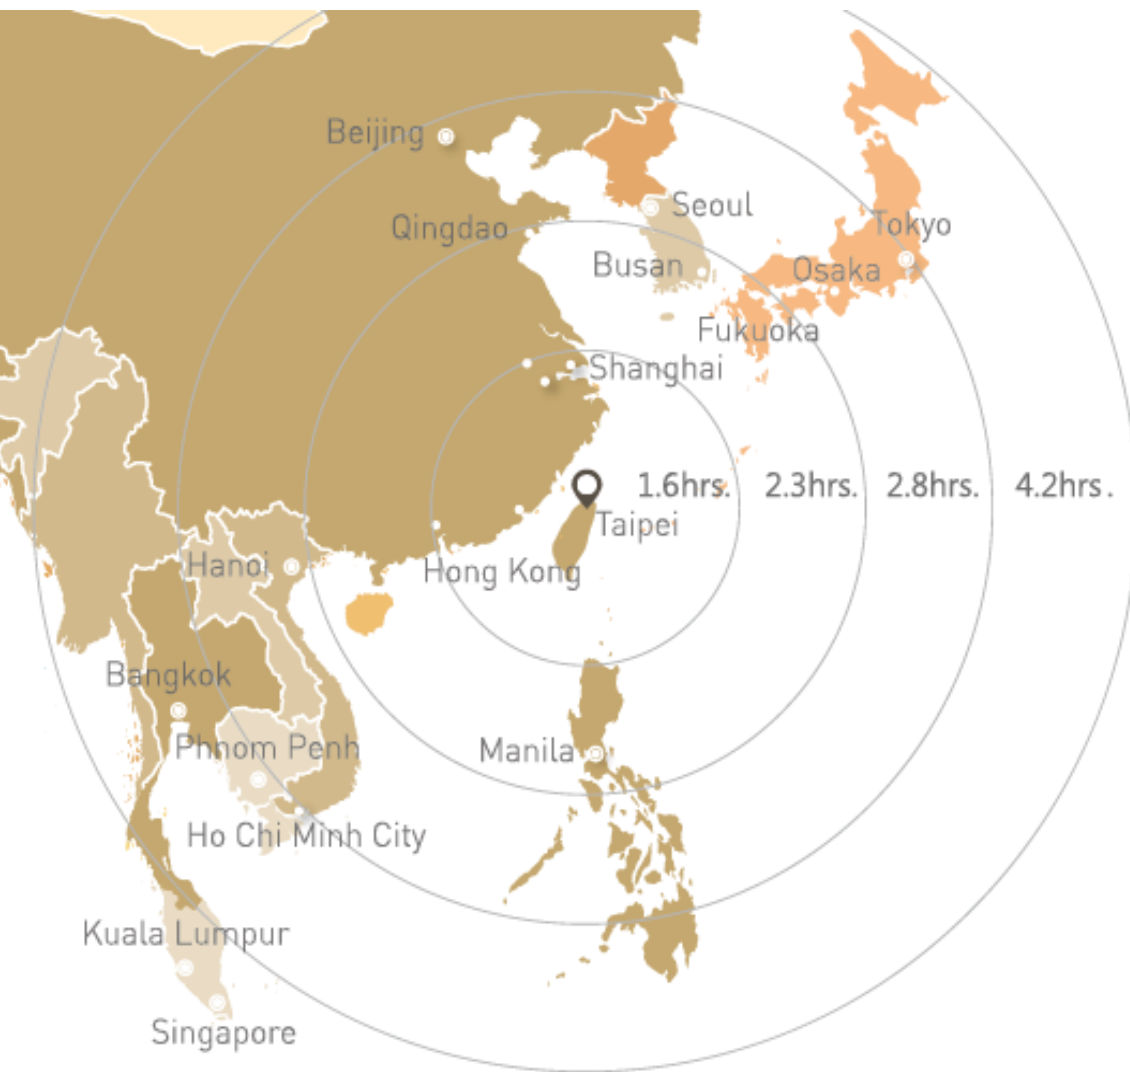 Beijing
Seoul
Qingdao
Tokyo
Busan
Osaka
Fukuoka
Shanghai
1.6hrs. 2.3hrs. 2.8hrs. 4.2hrs.
Taipei
Hanoi
Hong Kong
Bangkok
Phnom Penh
Manila
Ho Chi Minh City
Kuala Lumpur
Singapore